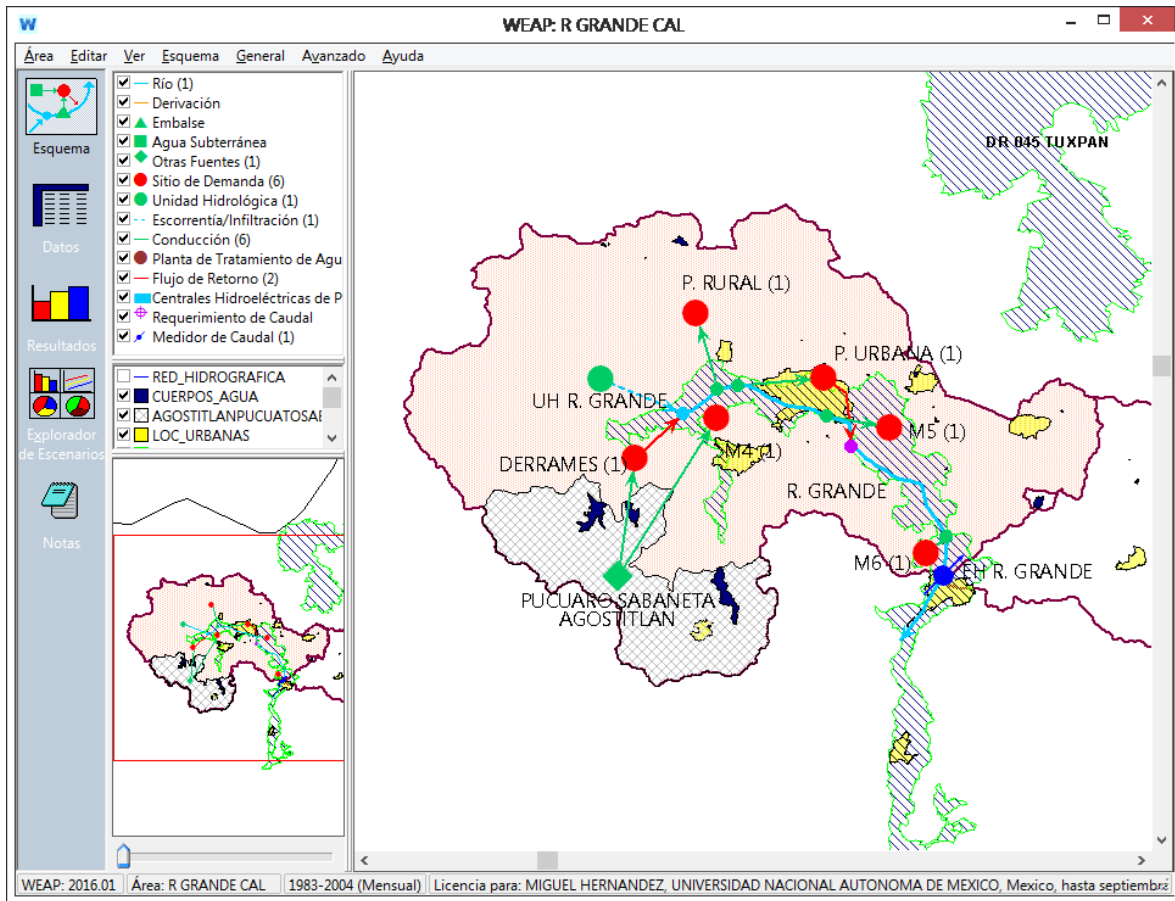 W
WEAP: R GRANDE CAL
Área Editar Ver Esquema General Avanzado Ayuda
Esquema
Datos
Resultados
Explorador
de Escenarios
Notas
Río (1)
Derivación
Embalse
Agua Subterránea
Otras Fuentes (1)
Sitio de Demanda (6)
Unidad Hidrológica (1)
Escorrentía/Infiltración (1)
Conducción (6)
Planta de Tratamiento de Agu
Flujo de Retorno (2)
Centrales Hidroeléctricas de P
Requerimiento de Caudal
Medidor de Caudal (1)
RED_HIDROGRAFICA
CUERPOS_AGUA
AGOSTITLANPUCUATOSAB
LOC_URBANAS
DR 045 TUXPAN
P. RURAL (1)
P. URBANA (1)
UH R. GRANDE
M5 (1)
M4 (1)
DERRAMES (1)
R. GRANDE
M6 (1)
EH R. GRANDE
PUCUARO SABANETA
AGOSTITLAN
WEAP: 2016.01 Área: R GRANDE CAL 1983-2004 (Mensual) Licencia para: MIGUEL HERNANDEZ, UNIVERSIDAD NACIONAL AUTONOMA DE MEXICO, Mexico, hasta septiembr